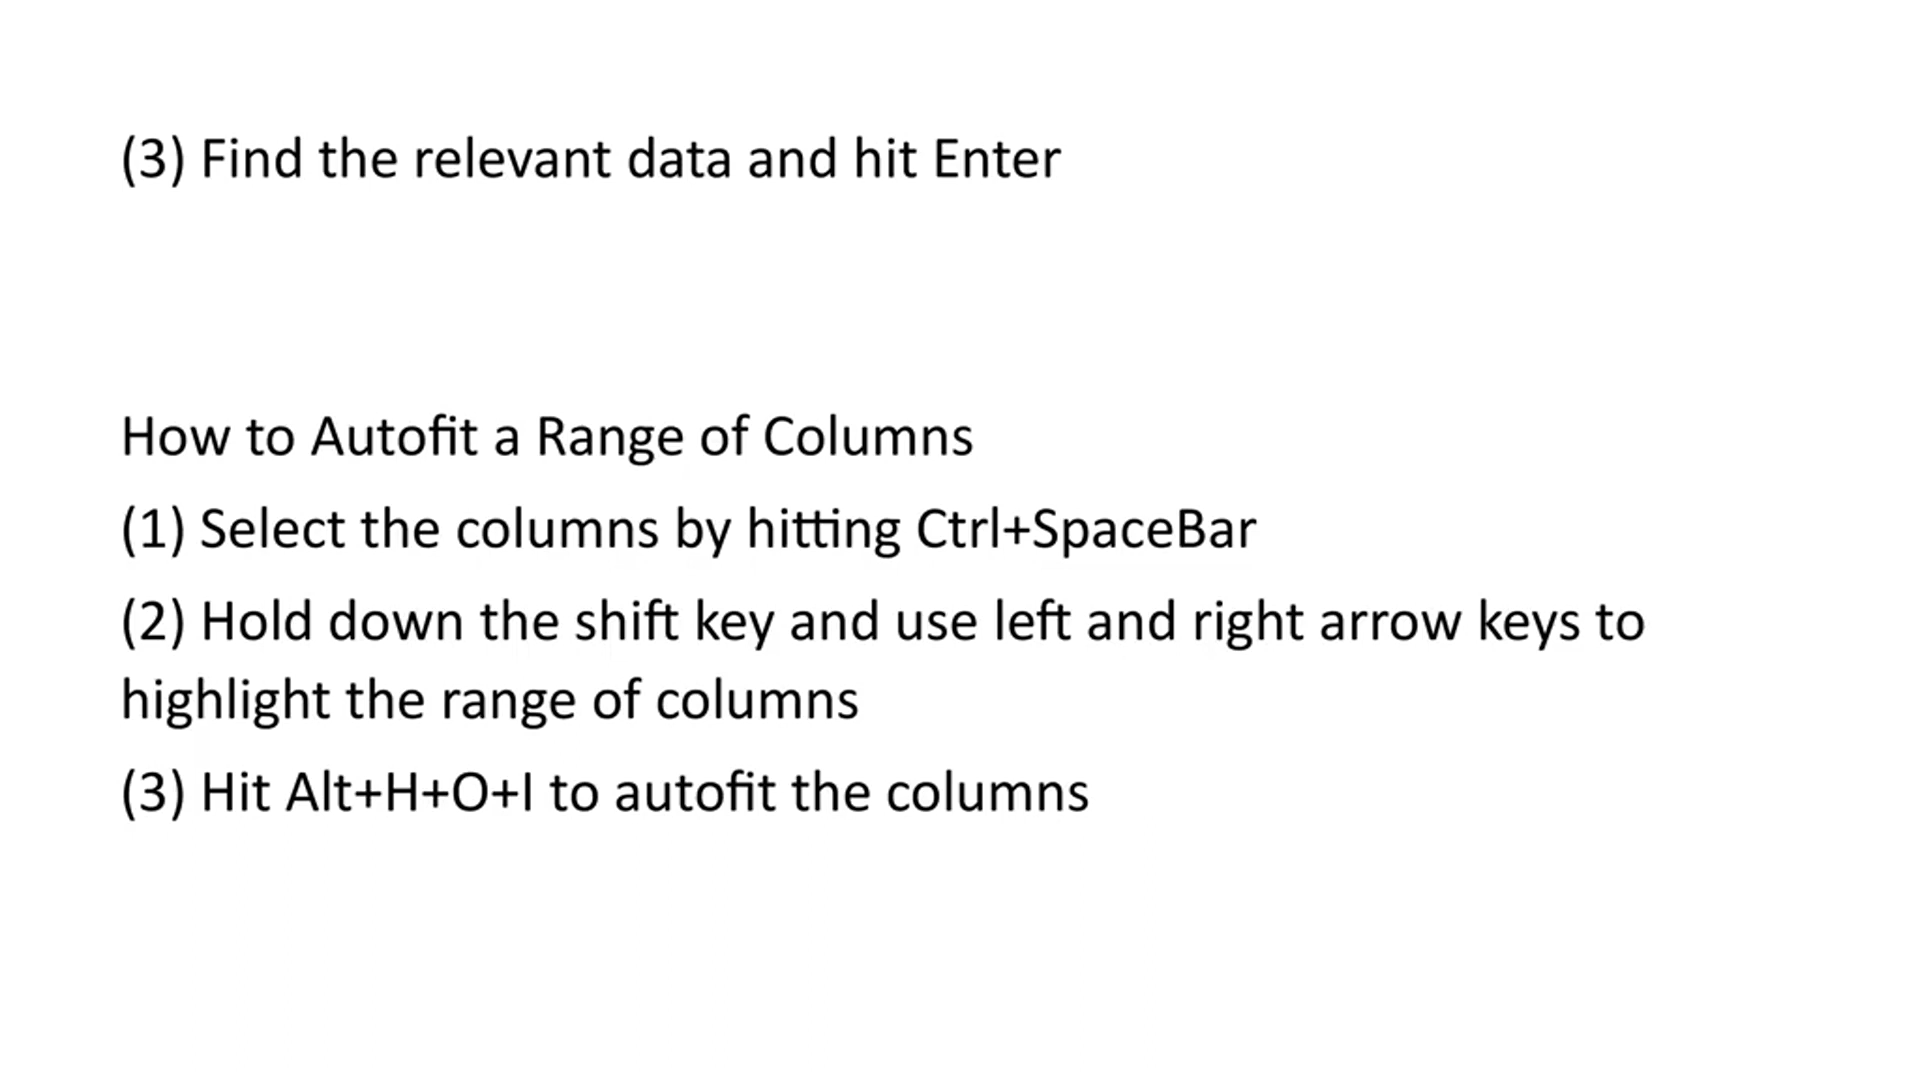 (3) Find the relevant data and hit Enter
How to Autofit a Range of Columns
(1) Select the columns by hitting Ctrl+SpaceBar
(2) Hold down the shift key and use left and right arrow keys to
highlight the range of columns
(3) Hit Alt+H+O+I to autofit the columns